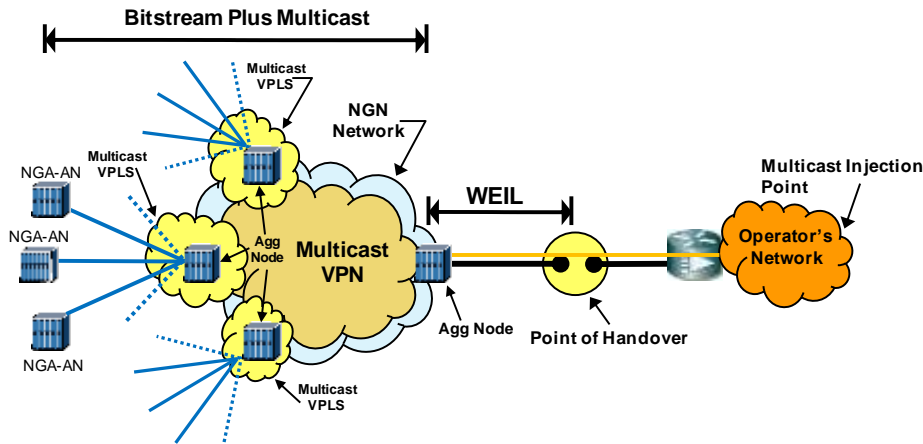 Bitstream Plus Multicast
Multicast
VPLS
NGN
Network
Multicast
VPLS
NGA-AN
Multicast Injection
Point
WEIL
NGA-AN
Agg
Node
Multicast
VPN
Operator's
Network
Agg Node
Point of Handover
NGA-AN
Multicast
VPLS